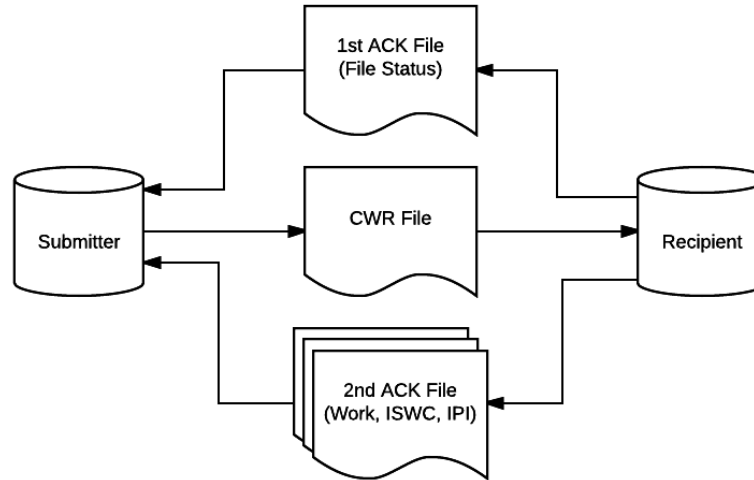 1st ACK File
(File Status)
Submitter
CWR File
Recipient
2nd ACK File
(Work, ISWC, IPI)